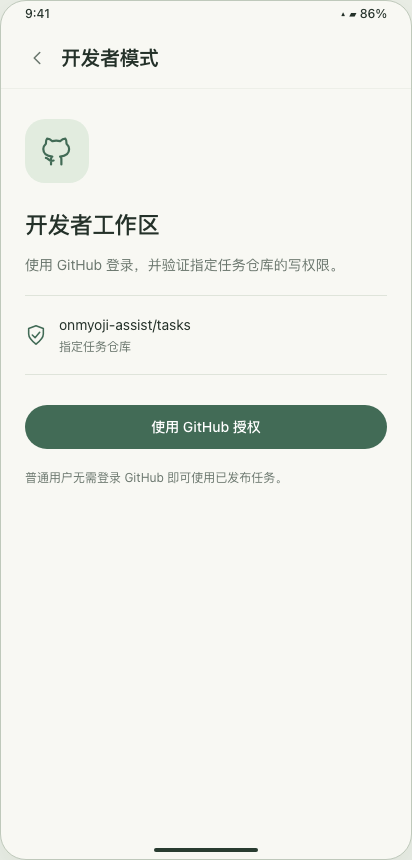 9:41
86%
开发者模式
开发者工作区
使用 GitHub 登录，并验证指定任务仓库的写权限。
onmyoji-assist/tasks
指定任务仓库
使用 GitHub 授权
普通用户无需登录 GitHub 即可使用已发布任务。